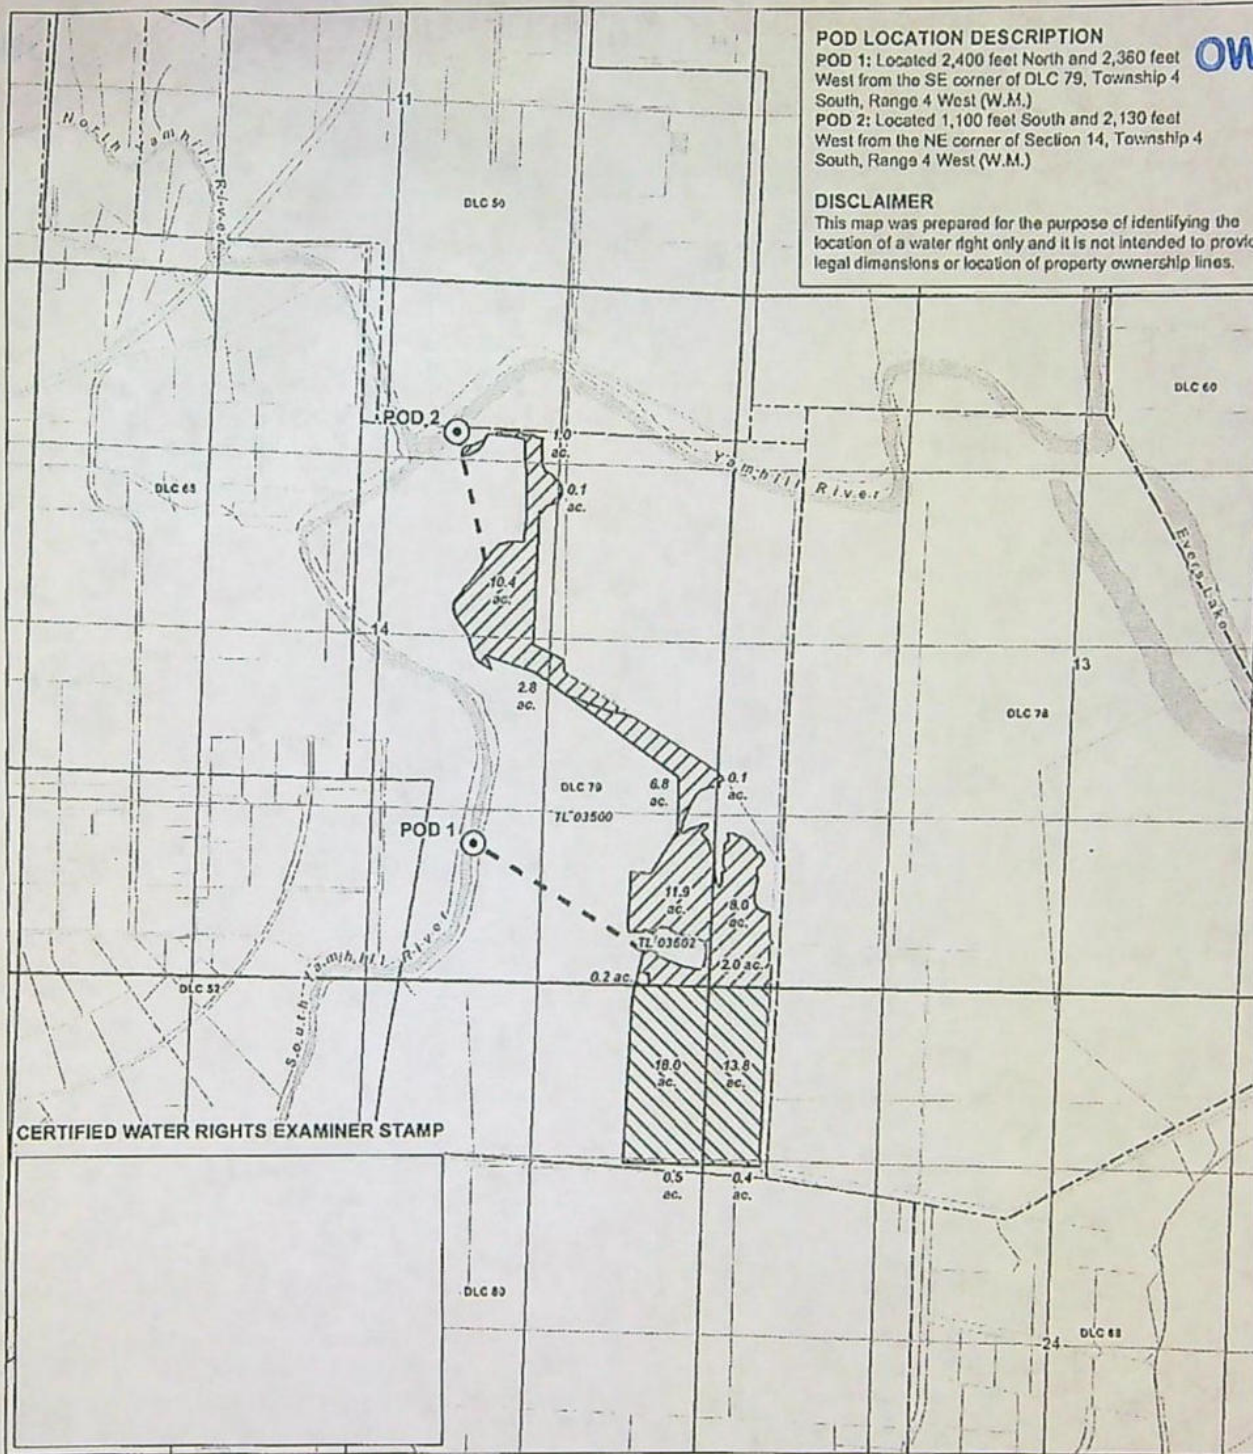 POD LOCATION DESCRIPTION
POD 1: Located 2,400 feet North and 2,360 feet
West from the SE corner of DLC 79, Township 4
South, Range 4 West (W.M.)
POD 2: Located 1,100 feet South and 2,130 feet
West from the NE corner of Section 14, Township 4
South, Range 4 West (W.M.)
DISCLAIMER
This map was prepared for the purpose of identifying the
location of a water right only and it is not intended to provid
legal dimensions or location of property ownership lines.
OW
11
North Yamhill River
DLC 50
DLC 60
POD 2
1.0
ac.
Yamhill River
DLC 65
0.1
ac.
Evers Lake
10.4
ac.
14
13
2.8
ac.
DLC 78
DLC 79
6.8
ac.
0.1
ac.
TL 03500
POD 1
11.9
ac.
8.0
ac.
TL 03602
2.0 ac.
0.2 ac.
South Yamhill River
DLC 52
18.0
ac.
13.8
ac.
CERTIFIED WATER RIGHTS EXAMINER STAMP
0.5
ac.
0.4
ac.
DLC 80
24
DLC 68